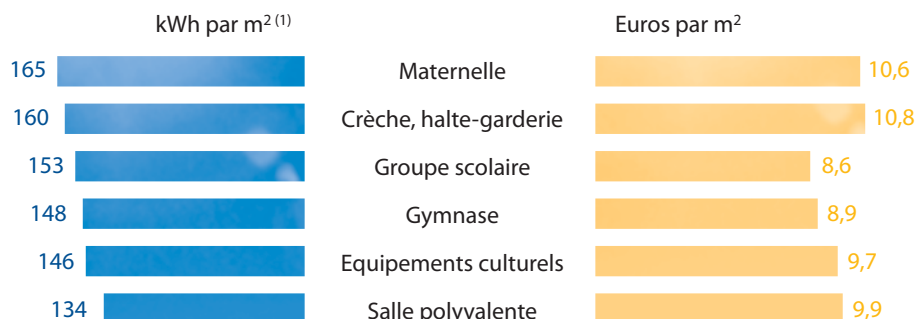 kWh par m² ⁽¹⁾ Euros par m²
165 Maternelle 10,6
160 Crèche, halte-garderie 10,8
153 Groupe scolaire 8,6
148 Gymnase 8,9
146 Equipements culturels 9,7
134 Salle polyvalente 9,9